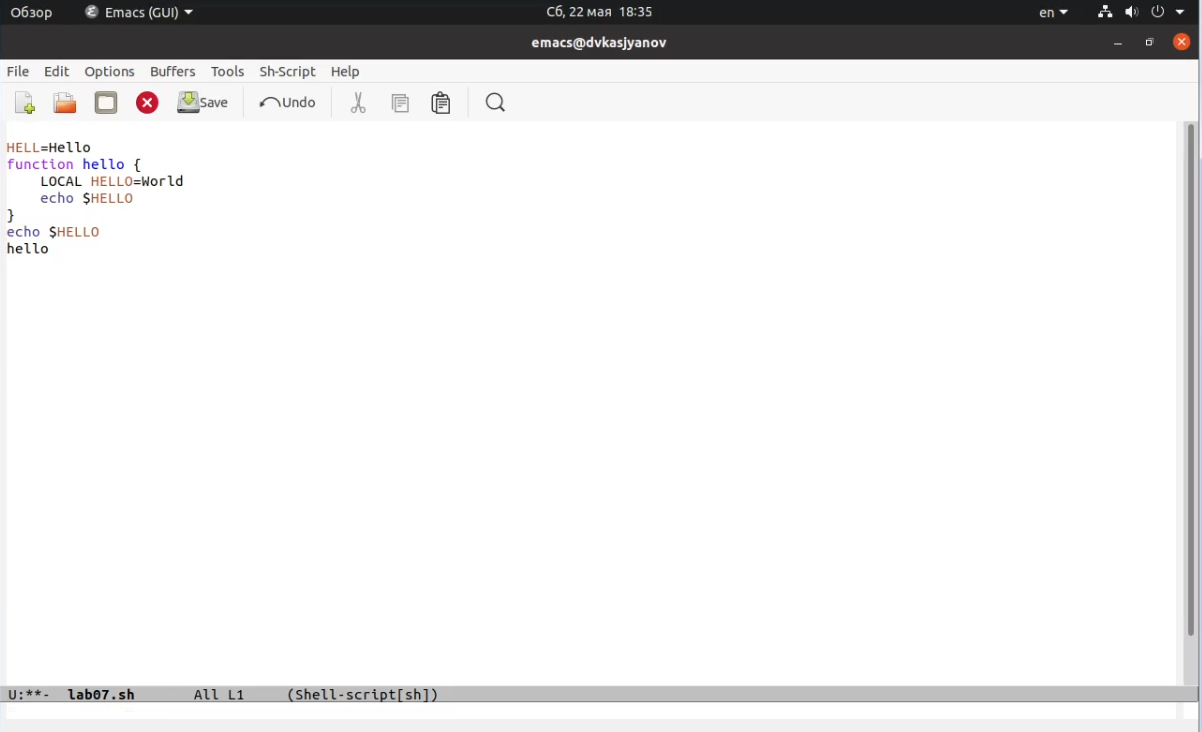 Обзор Emacs (GUI) Сб, 22 мая 18:35 en
emacs@dvkasjyanov
File Edit Options Buffers Tools Sh-Script Help
Save Undo
HELL=Hello
function hello {
    LOCAL HELLO=World
    echo $HELLO
}
echo $HELLO
hello
U:**- lab07.sh All L1 (Shell-script[sh])